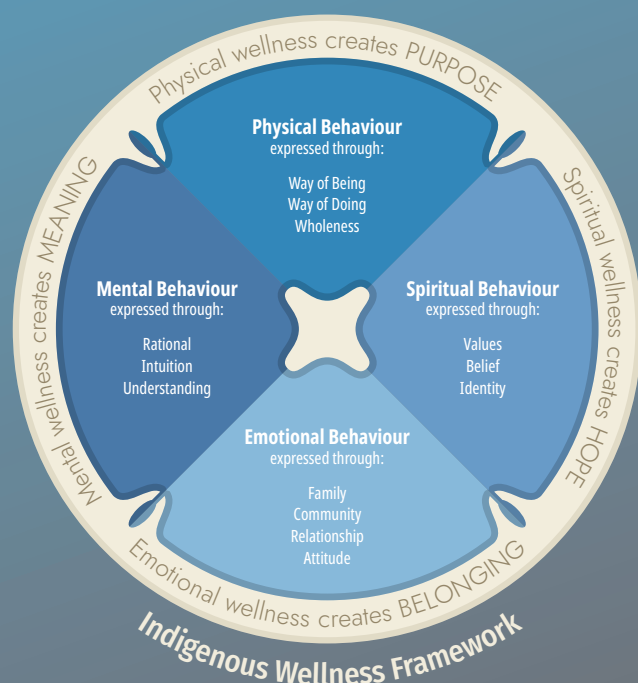 Physical wellness creates PURPOSE
Physical Behaviour
expressed through:
Way of Being
Way of Doing
Wholeness
Mental wellness creates MEANING
Mental Behaviour
expressed through:
Rational
Intuition
Understanding
Spiritual Behaviour
expressed through:
Values
Belief
Identity
Spiritual wellness creates HOPE
Emotional Behaviour
expressed through:
Family
Community
Relationship
Attitude
Emotional wellness creates BELONGING
Indigenous Wellness Framework